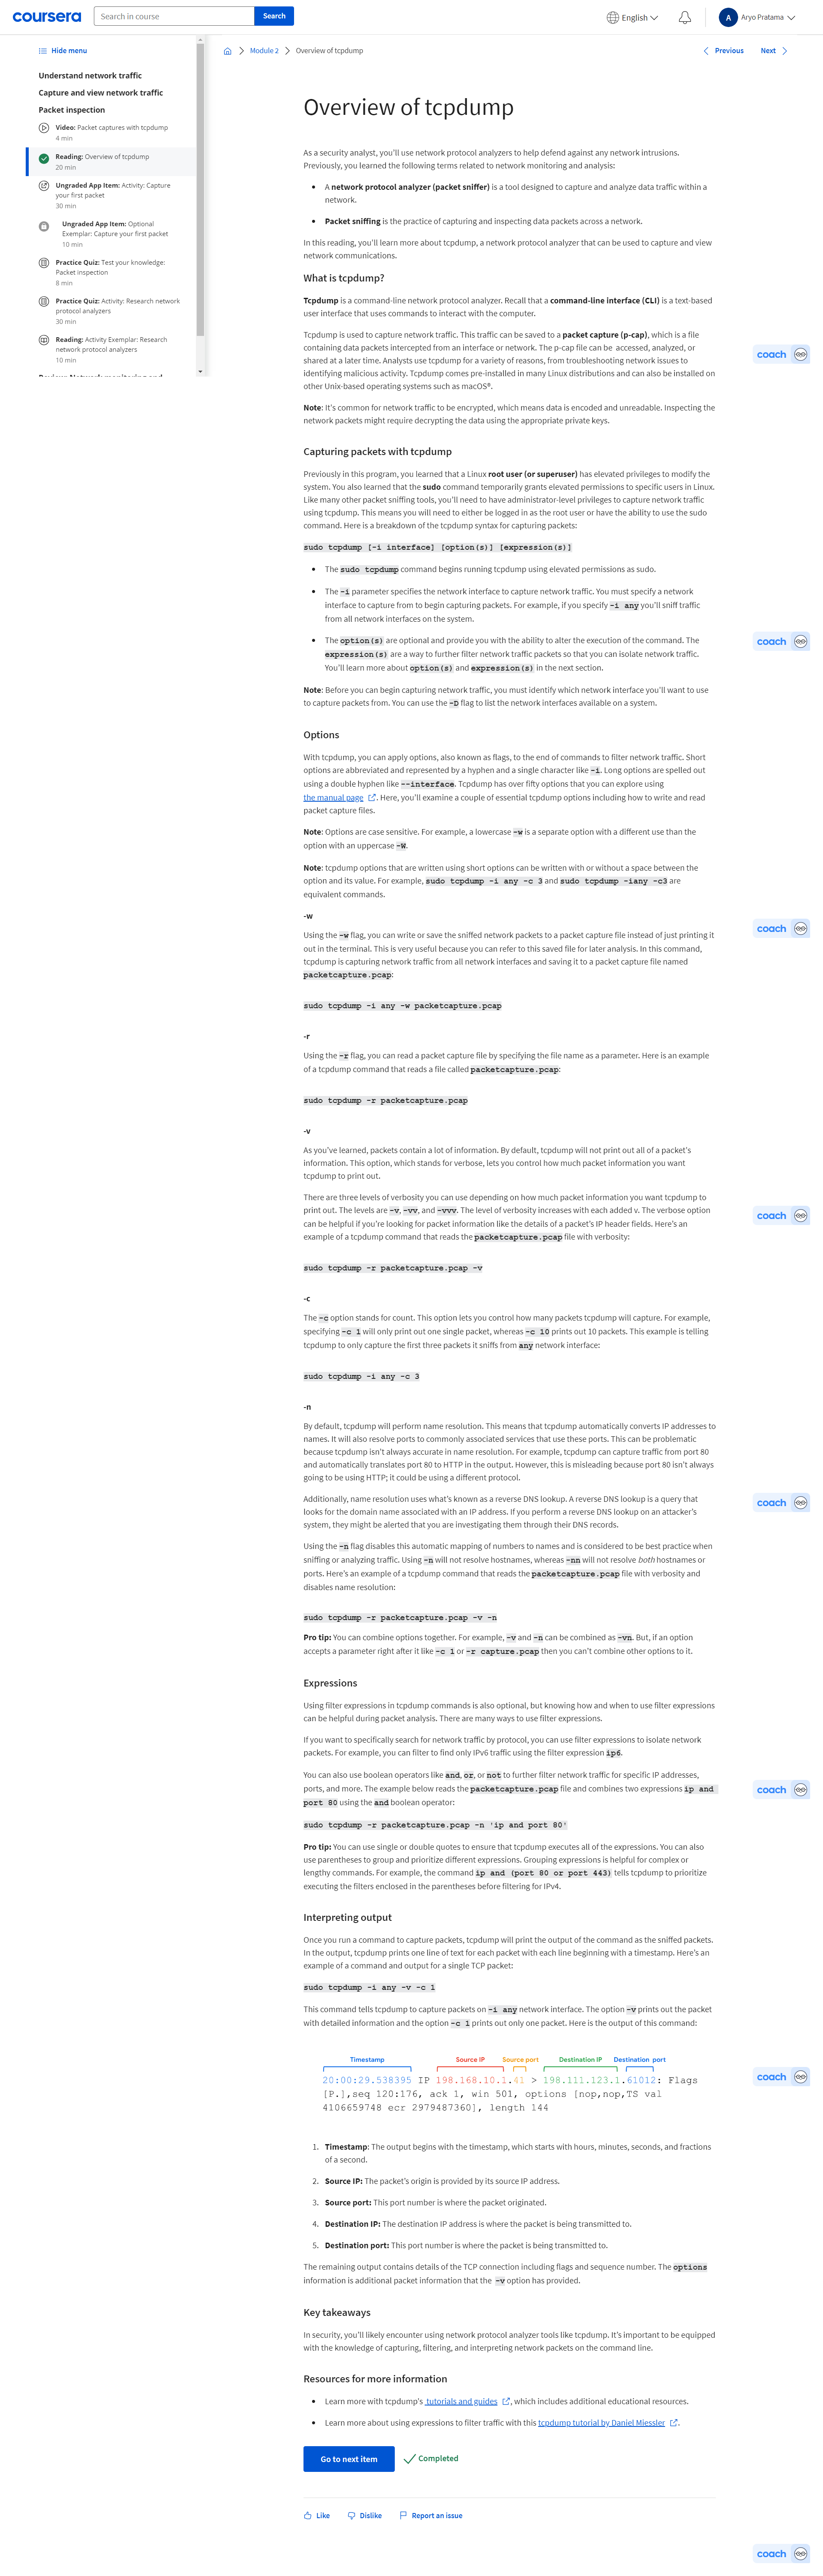 coursera
Search in course
Search
English
A
Aryo Pratama
Hide menu
Understand network traffic
Capture and view network traffic
Packet inspection
Video: Packet captures with tcpdump
4 min
Reading: Overview of tcpdump
20 min
Ungraded App Item: Activity: Capture
your first packet
30 min
Ungraded App Item: Optional
Exemplar: Capture your first packet
10 min
Practice Quiz: Test your knowledge:
Packet inspection
8 min
Practice Quiz: Activity: Research network
protocol analyzers
30 min
Reading: Activity Exemplar: Research
network protocol analyzers
10 min
Module 2
Overview of tcpdump
Previous
Next
Overview of tcpdump
As a security analyst, you'll use network protocol analyzers to help defend against any network intrusions.
Previously, you learned the following terms related to network monitoring and analysis:
• A network protocol analyzer (packet sniffer) is a tool designed to capture and analyze data traffic within a
network.
• Packet sniffing is the practice of capturing and inspecting data packets across a network.
In this reading, you'll learn more about tcpdump, a network protocol analyzer that can be used to capture and view
network communications.
What is tcpdump?
Tcpdump is a command-line network protocol analyzer. Recall that a command-line interface (CLI) is a text-based
user interface that uses commands to interact with the computer.
Tcpdump is used to capture network traffic. This traffic can be saved to a packet capture (p-cap), which is a file
containing data packets intercepted from an interface or network. The p-cap file can be accessed, analyzed, or
shared at a later time. Analysts use tcpdump for a variety of reasons, from troubleshooting network issues to
identifying malicious activity. Tcpdump comes pre-installed in many Linux distributions and can also be installed on
other Unix-based operating systems such as macOS®.
coach
Note: It's common for network traffic to be encrypted, which means data is encoded and unreadable. Inspecting the
network packets might require decrypting the data using the appropriate private keys.
Capturing packets with tcpdump
Previously in this program, you learned that a Linux root user (or superuser) has elevated privileges to modify the
system. You also learned that the sudo command temporarily grants elevated permissions to specific users in Linux.
Like many other packet sniffing tools, you'll need to have administrator-level privileges to capture network traffic
using tcpdump. This means you will need to either be logged in as the root user or have the ability to use the sudo
command. Here is a breakdown of the tcpdump syntax for capturing packets:
sudo tcpdump [-i interface] [option(s)] [expression(s)]
• The sudo tcpdump command begins running tcpdump using elevated permissions as sudo.
• The -i parameter specifies the network interface to capture network traffic. You must specify a network
interface to capture from to begin capturing packets. For example, if you specify -i any you'll sniff traffic
from all network interfaces on the system.
• The option(s) are optional and provide you with the ability to alter the execution of the command. The
expression(s) are a way to further filter network traffic packets so that you can isolate network traffic.
You'll learn more about option(s) and expression(s) in the next section.
coach
Note: Before you can begin capturing network traffic, you must identify which network interface you'll want to use
to capture packets from. You can use the -D flag to list the network interfaces available on a system.
Options
With tcpdump, you can apply options, also known as flags, to the end of commands to filter network traffic. Short
options are abbreviated and represented by a hyphen and a single character like -i. Long options are spelled out
using a double hyphen like --interface. Tcpdump has over fifty options that you can explore using
the manual page. Here, you'll examine a couple of essential tcpdump options including how to write and read
packet capture files.
Note: Options are case sensitive. For example, a lowercase -w is a separate option with a different use than the
option with an uppercase -W.
Note: tcpdump options that are written using short options can be written with or without a space between the
option and its value. For example, sudo tcpdump -i any -c 3 and sudo tcpdump -iany -c3 are
equivalent commands.
-w
Using the -w flag, you can write or save the sniffed network packets to a packet capture file instead of just printing it
out in the terminal. This is very useful because you can refer to this saved file for later analysis. In this command,
tcpdump is capturing network traffic from all network interfaces and saving it to a packet capture file named
packetcapture.pcap:
coach
sudo tcpdump -i any -w packetcapture.pcap
-r
Using the -r flag, you can read a packet capture file by specifying the file name as a parameter. Here is an example
of a tcpdump command that reads a file called packetcapture.pcap:
sudo tcpdump -r packetcapture.pcap
-v
As you've learned, packets contain a lot of information. By default, tcpdump will not print out all of a packet's
information. This option, which stands for verbose, lets you control how much packet information you want
tcpdump to print out.
There are three levels of verbosity you can use depending on how much packet information you want tcpdump to
print out. The levels are -v, -vv, and -vvv. The level of verbosity increases with each added v. The verbose option
can be helpful if you're looking for packet information like the details of a packet's IP header fields. Here's an
example of a tcpdump command that reads the packetcapture.pcap file with verbosity:
coach
sudo tcpdump -r packetcapture.pcap -v
-c
The -c option stands for count. This option lets you control how many packets tcpdump will capture. For example,
specifying -c 1 will only print out one single packet, whereas -c 10 prints out 10 packets. This example is telling
tcpdump to only capture the first three packets it sniffs from any network interface:
sudo tcpdump -i any -c 3
-n
By default, tcpdump will perform name resolution. This means that tcpdump automatically converts IP addresses to
names. It will also resolve ports to commonly associated services that use these ports. This can be problematic
because tcpdump isn't always accurate in name resolution. For example, tcpdump can capture traffic from port 80
and automatically translates port 80 to HTTP in the output. However, this is misleading because port 80 isn't always
going to be using HTTP; it could be using a different protocol.
Additionally, name resolution uses what's known as a reverse DNS lookup. A reverse DNS lookup is a query that
looks for the domain name associated with an IP address. If you perform a reverse DNS lookup on an attacker's
system, they might be alerted that you are investigating them through their DNS records.
coach
Using the -n flag disables this automatic mapping of numbers to names and is considered to be best practice when
sniffing or analyzing traffic. Using -n will not resolve hostnames, whereas -nn will not resolve both hostnames or
ports. Here's an example of a tcpdump command that reads the packetcapture.pcap file with verbosity and
disables name resolution:
sudo tcpdump -r packetcapture.pcap -v -n
Pro tip: You can combine options together. For example, -v and -n can be combined as -vn. But, if an option
accepts a parameter right after it like -c 1 or -r capture.pcap then you can't combine other options to it.
Expressions
Using filter expressions in tcpdump commands is also optional, but knowing how and when to use filter expressions
can be helpful during packet analysis. There are many ways to use filter expressions.
If you want to specifically search for network traffic by protocol, you can use filter expressions to isolate network
packets. For example, you can filter to find only IPv6 traffic using the filter expression ip6.
You can also use boolean operators like and, or, or not to further filter network traffic for specific IP addresses,
ports, and more. The example below reads the packetcapture.pcap file and combines two expressions ip and
port 80 using the and boolean operator:
coach
sudo tcpdump -r packetcapture.pcap -n 'ip and port 80'
Pro tip: You can use single or double quotes to ensure that tcpdump executes all of the expressions. You can also
use parentheses to group and prioritize different expressions. Grouping expressions is helpful for complex or
lengthy commands. For example, the command ip and (port 80 or port 443) tells tcpdump to prioritize
executing the filters enclosed in the parentheses before filtering for IPv4.
Interpreting output
Once you run a command to capture packets, tcpdump will print the output of the command as the sniffed packets.
In the output, tcpdump prints one line of text for each packet with each line beginning with a timestamp. Here's an
example of a command and output for a single TCP packet:
sudo tcpdump -i any -v -c 1
This command tells tcpdump to capture packets on -i any network interface. The option -v prints out the packet
with detailed information and the option -c 1 prints out only one packet. Here is the output of this command:
Timestamp Source IP Source port Destination IP Destination port
20:00:29.538395 IP 198.168.10.1.41 > 198.111.123.1.61012: Flags
[P.],seq 120:176, ack 1, win 501, options [nop,nop,TS val
4106659748 ecr 2979487360], length 144
coach
1. Timestamp: The output begins with the timestamp, which starts with hours, minutes, seconds, and fractions
of a second.
2. Source IP: The packet's origin is provided by its source IP address.
3. Source port: This port number is where the packet originated.
4. Destination IP: The destination IP address is where the packet is being transmitted to.
5. Destination port: This port number is where the packet is being transmitted to.
The remaining output contains details of the TCP connection including flags and sequence number. The options
information is additional packet information that the -v option has provided.
Key takeaways
In security, you'll likely encounter using network protocol analyzer tools like tcpdump. It's important to be equipped
with the knowledge of capturing, filtering, and interpreting network packets on the command line.
Resources for more information
• Learn more with tcpdump's tutorials and guides, which includes additional educational resources.
• Learn more about using expressions to filter traffic with this tcpdump tutorial by Daniel Miessler.
Go to next item
Completed
Like
Dislike
Report an issue
coach